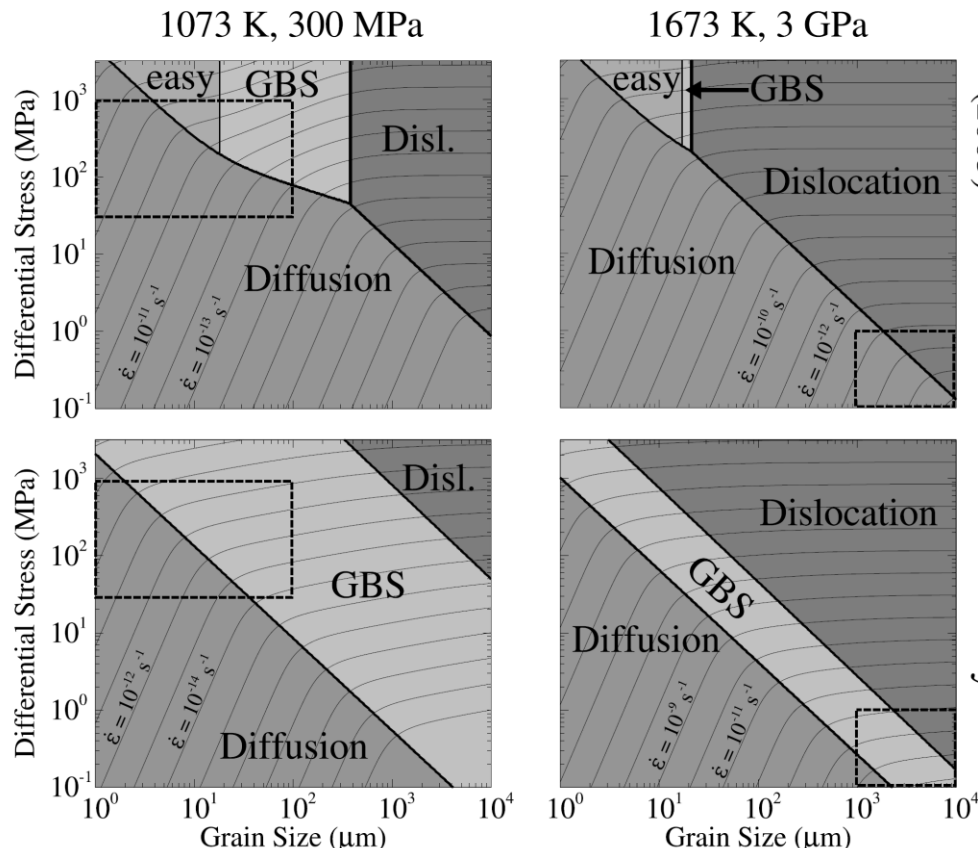 1073 K, 300 MPa
1673 K, 3 GPa
Differential Stress (MPa)
10³
10²
10¹
10⁰
10⁻¹
easy
GBS
Disl.
Diffusion
ε̇ = 10⁻¹¹ s⁻¹
ε̇ = 10⁻¹³ s⁻¹
easy
GBS
Dislocation
Diffusion
ε̇ = 10⁻¹⁰ s⁻¹
ε̇ = 10⁻¹² s⁻¹
Differential Stress (MPa)
10³
10²
10¹
10⁰
10⁻¹
Disl.
GBS
Diffusion
ε̇ = 10⁻¹² s⁻¹
ε̇ = 10⁻¹⁴ s⁻¹
10⁰ 10¹ 10² 10³ 10⁴
Grain Size (μm)
Dislocation
GBS
Diffusion
ε̇ = 10⁻⁹ s⁻¹
ε̇ = 10⁻¹¹ s⁻¹
10⁰ 10¹ 10² 10³ 10⁴
Grain Size (μm)